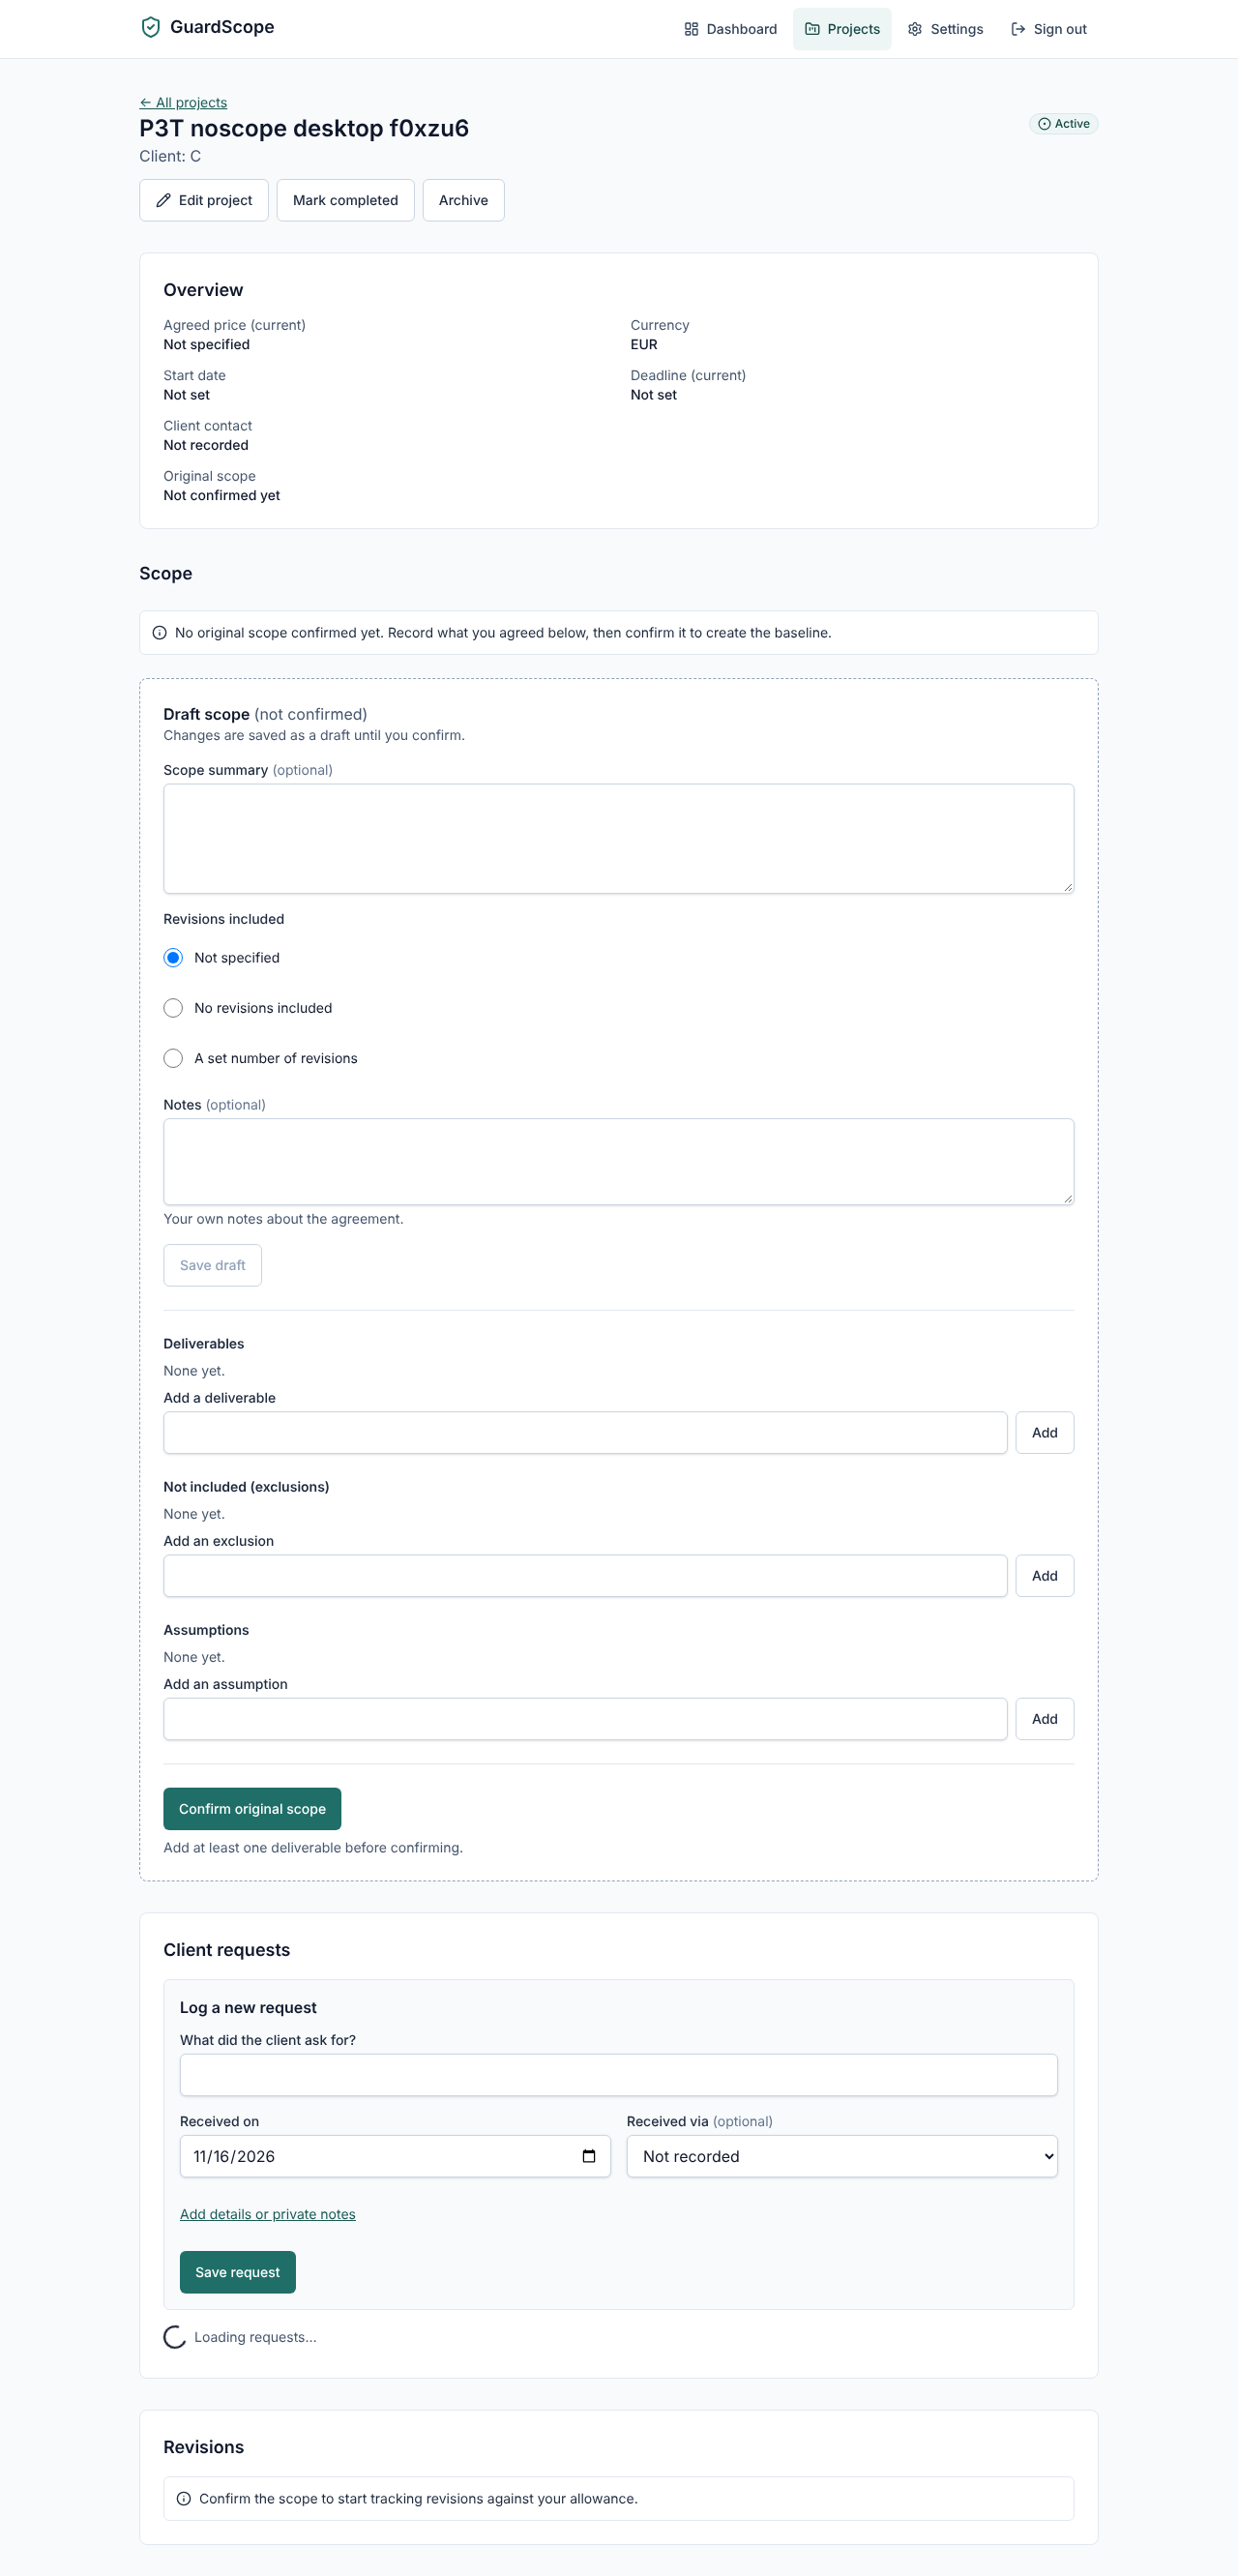 GuardScope
Dashboard
Projects
Settings
Sign out
← All projects
P3T noscope desktop f0xzu6
Active
Client: C
Edit project
Mark completed
Archive
Overview
Agreed price (current)
Not specified
Currency
EUR
Start date
Not set
Deadline (current)
Not set
Client contact
Not recorded
Original scope
Not confirmed yet
Scope
No original scope confirmed yet. Record what you agreed below, then confirm it to create the baseline.
Draft scope (not confirmed)
Changes are saved as a draft until you confirm.
Scope summary (optional)
Revisions included
Not specified
No revisions included
A set number of revisions
Notes (optional)
Your own notes about the agreement.
Save draft
Deliverables
None yet.
Add a deliverable
Add
Not included (exclusions)
None yet.
Add an exclusion
Add
Assumptions
None yet.
Add an assumption
Add
Confirm original scope
Add at least one deliverable before confirming.
Client requests
Log a new request
What did the client ask for?
Received on
Received via (optional)
11/16/2026
Not recorded
Add details or private notes
Save request
Loading requests…
Revisions
Confirm the scope to start tracking revisions against your allowance.